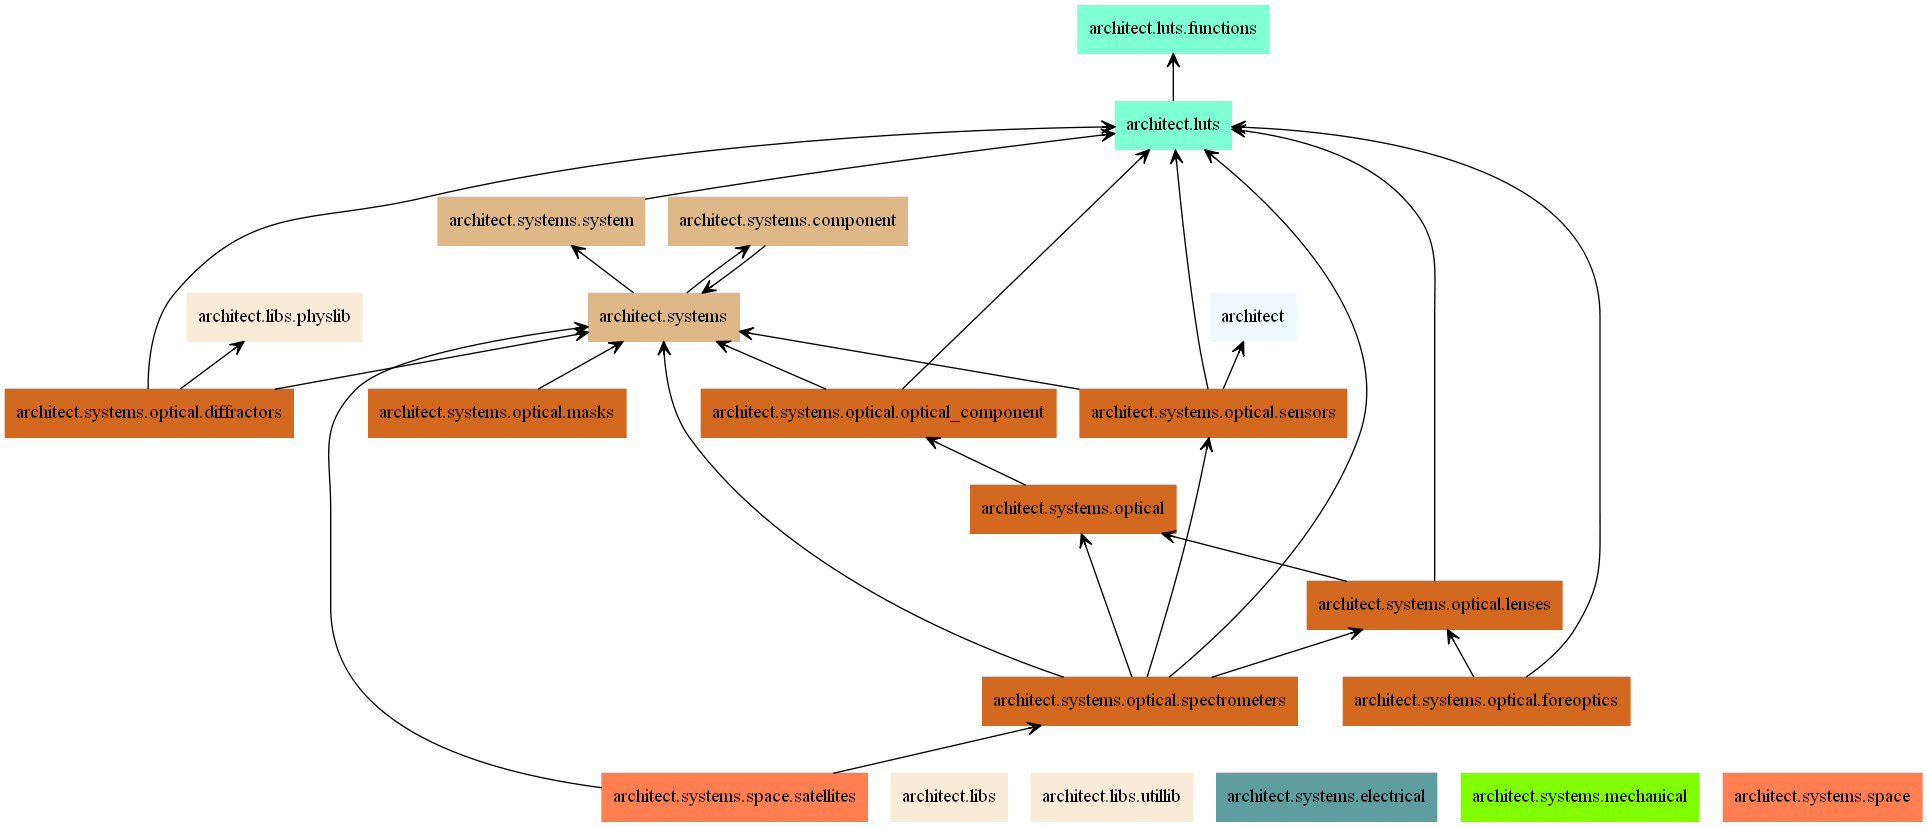 architect.luts.functions
architect.luts
architect.systems.system
architect.systems.component
architect.libs.physlib
architect.systems
architect
architect.systems.optical.diffractors
architect.systems.optical.masks
architect.systems.optical.optical_component
architect.systems.optical.sensors
architect.systems.optical
architect.systems.optical.lenses
architect.systems.optical.spectrometers
architect.systems.optical.foreoptics
architect.systems.space.satellites
architect.libs
architect.libs.utillib
architect.systems.electrical
architect.systems.mechanical
architect.systems.space